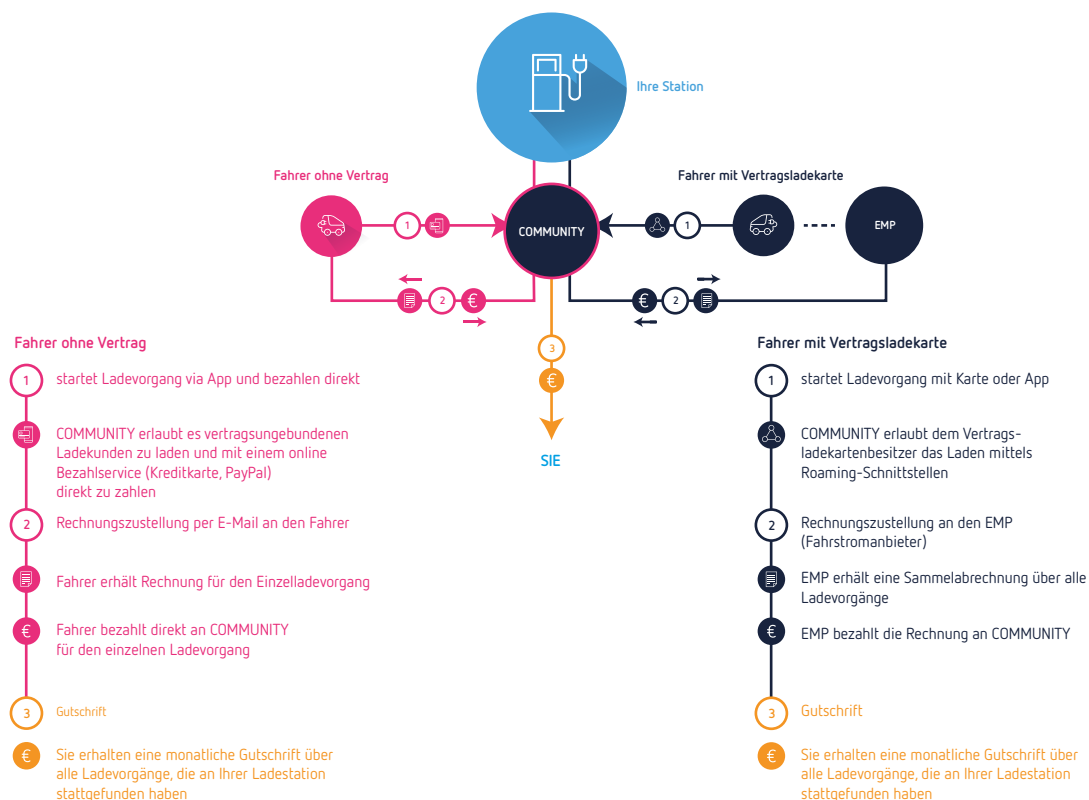 Ihre Station
Fahrer ohne Vertrag
Fahrer mit Vertragsladekarte
1
COMMUNITY
1
EMP
2
€
€
2
3
€
SIE
Fahrer ohne Vertrag
1
startet Ladevorgang via App und bezahlen direkt
COMMUNITY erlaubt es vertragsungebundenen
Ladekunden zu laden und mit einem online
Bezahlservice (Kreditkarte, PayPal)
direkt zu zahlen
2
Rechnungszustellung per E-Mail an den Fahrer
Fahrer erhält Rechnung für den Einzelladevorgang
€
Fahrer bezahlt direkt an COMMUNITY
für den einzelnen Ladevorgang
3
Gutschrift
€
Sie erhalten eine monatliche Gutschrift über
alle Ladevorgänge, die an Ihrer Ladestation
stattgefunden haben
Fahrer mit Vertragsladekarte
1
startet Ladevorgang mit Karte oder App
COMMUNITY erlaubt dem Vertrags-
ladekartenbesitzer das Laden mittels
Roaming-Schnittstellen
2
Rechnungszustellung an den EMP
(Fahrstromanbieter)
EMP erhält eine Sammelabrechnung über alle
Ladevorgänge
€
EMP bezahlt die Rechnung an COMMUNITY
3
Gutschrift
€
Sie erhalten eine monatliche Gutschrift über
alle Ladevorgänge, die an Ihrer Ladestation
stattgefunden haben